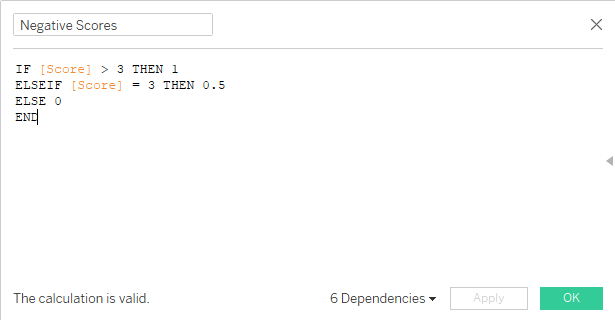 Negative Scores
IF [Score] > 3 THEN 1
ELSEIF [Score] = 3 THEN 0.5
ELSE 0
END
The calculation is valid.
6 Dependencies
Apply
OK